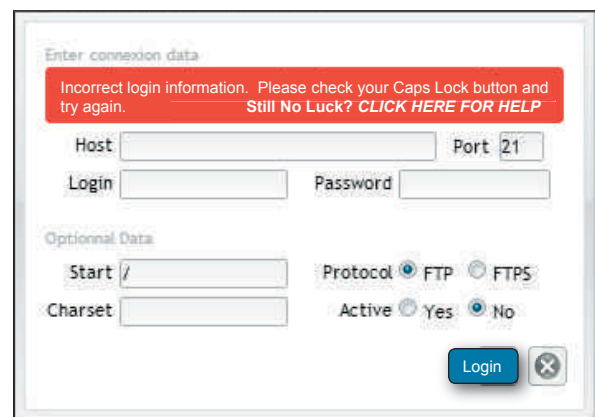 Enter connexion data
Incorrect login information. Please check your Caps Lock button and
try again. Still No Luck? CLICK HERE FOR HELP
Host Port 21
Login Password
Optionnal Data
Start / Protocol FTP FTPS
Charset Active Yes No
Login